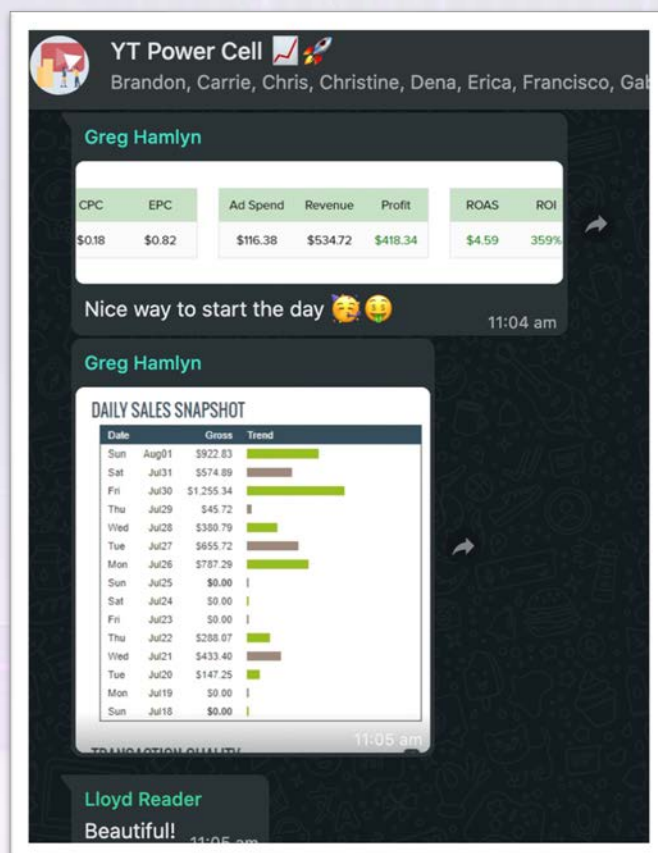 YT Power Cell 📈🚀
Brandon, Carrie, Chris, Christine, Dena, Erica, Francisco, Gal
Greg Hamlyn
CPC EPC Ad Spend Revenue Profit ROAS ROI
$0.18 $0.82 $116.38 $534.72 $418.34 $4.59 359%
Nice way to start the day 🥳🤑
11:04 am
Greg Hamlyn
DAILY SALES SNAPSHOT
Date Gross Trend
Sun Aug01 $922.83
Sat Jul31 $574.89
Fri Jul30 $1,255.34
Thu Jul29 $45.72
Wed Jul28 $380.79
Tue Jul27 $655.72
Mon Jul26 $787.29
Sun Jul25 $0.00
Sat Jul24 $0.00
Fri Jul23 $0.00
Thu Jul22 $288.07
Wed Jul21 $433.40
Tue Jul20 $147.25
Mon Jul19 $0.00
Sun Jul18 $0.00
TRANSACTION QUALITY
11:05 am
Lloyd Reader
Beautiful!
11:05 am